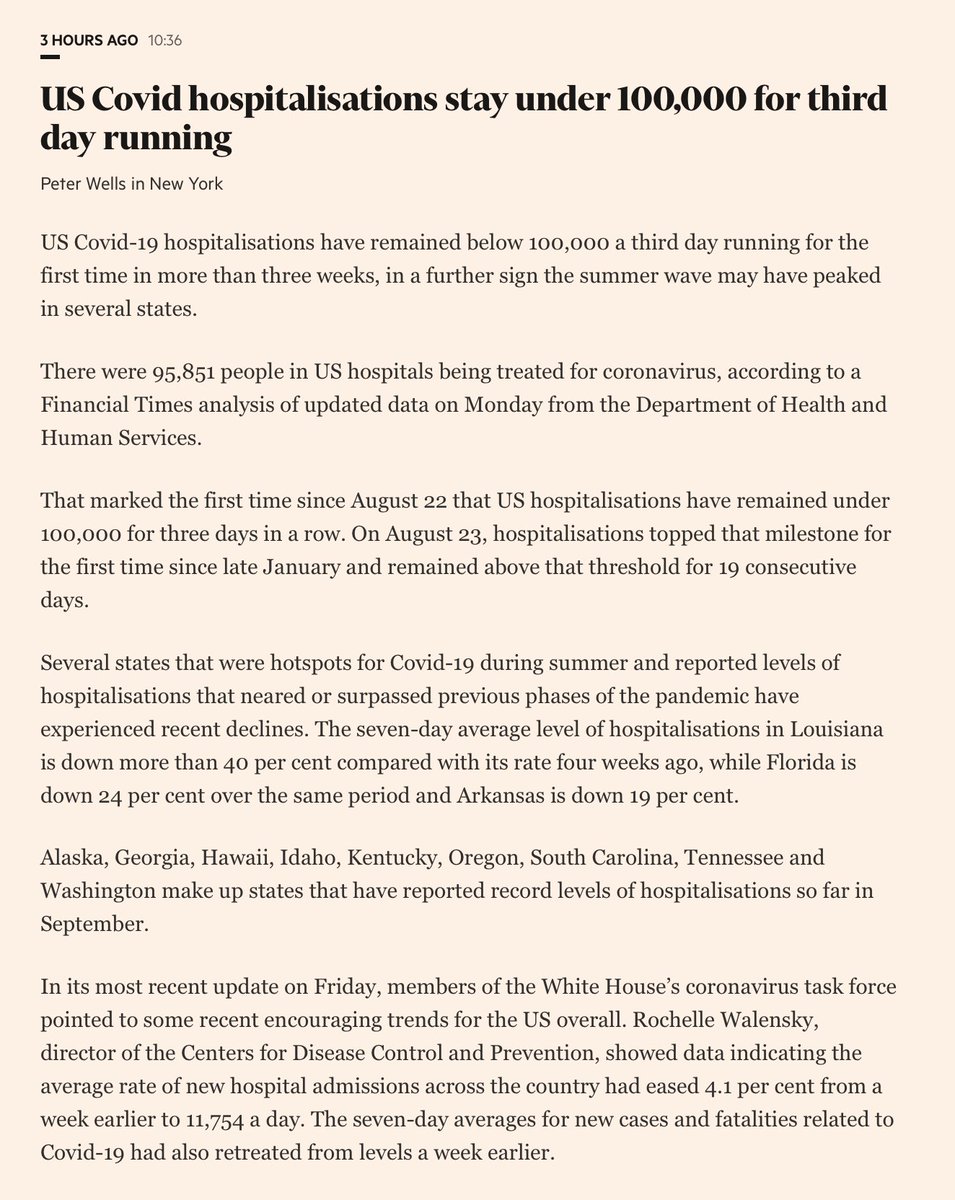 3 HOURS AGO 10:36
US Covid hospitalisations stay under 100,000 for third
day running
Peter Wells in New York
US Covid-19 hospitalisations have remained below 100,000 a third day running for the
first time in more than three weeks, in a further sign the summer wave may have peaked
in several states.
There were 95,851 people in US hospitals being treated for coronavirus, according to a
Financial Times analysis of updated data on Monday from the Department of Health and
Human Services.
That marked the first time since August 22 that US hospitalisations have remained under
100,000 for three days in a row. On August 23, hospitalisations topped that milestone for
the first time since late January and remained above that threshold for 19 consecutive
days.
Several states that were hotspots for Covid-19 during summer and reported levels of
hospitalisations that neared or surpassed previous phases of the pandemic have
experienced recent declines. The seven-day average level of hospitalisations in Louisiana
is down more than 40 per cent compared with its rate four weeks ago, while Florida is
down 24 per cent over the same period and Arkansas is down 19 per cent.
Alaska, Georgia, Hawaii, Idaho, Kentucky, Oregon, South Carolina, Tennessee and
Washington make up states that have reported record levels of hospitalisations so far in
September.
In its most recent update on Friday, members of the White House’s coronavirus task force
pointed to some recent encouraging trends for the US overall. Rochelle Walensky,
director of the Centers for Disease Control and Prevention, showed data indicating the
average rate of new hospital admissions across the country had eased 4.1 per cent from a
week earlier to 11,754 a day. The seven-day averages for new cases and fatalities related to
Covid-19 had also retreated from levels a week earlier.